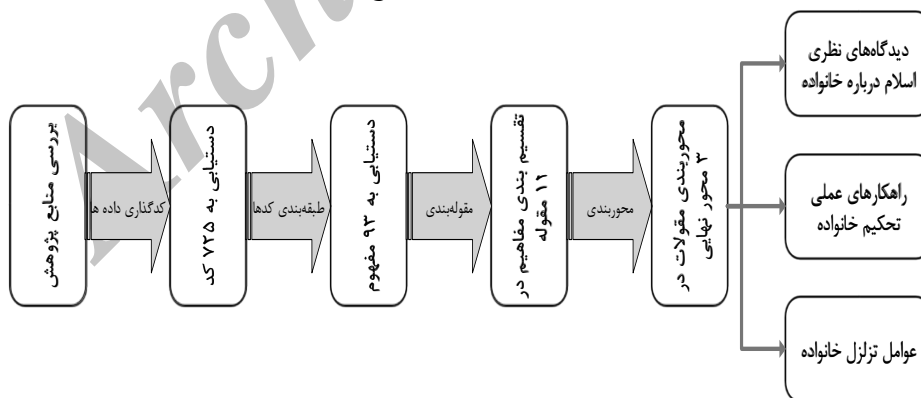 بررسی منابع پژوهش
کدگذاری داده ها
دستیابی به ۷۲۵ کد
طبقه‌بندی کدها
دستیابی به ۹۳ مفهوم
مقوله‌بندی
تقسیم بندی مفاهیم در
۱۱ مقوله
محوربندی
محوربندی مقولات در
۳ محور نهایی
دیدگاه‌های نظری
اسلام درباره خانواده
راهکارهای عملی
تحکیم خانواده
عوامل تزلزل خانواده
Arch